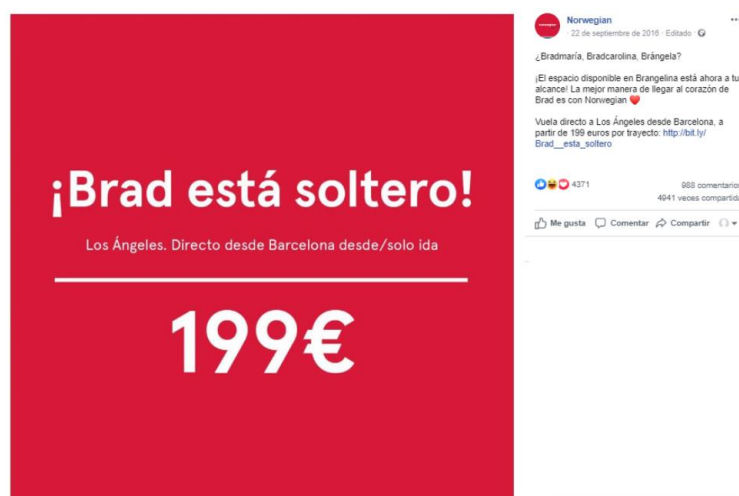 ¡Brad está soltero!
Los Ángeles. Directo desde Barcelona desde/solo ida
199€
Norwegian
22 de septiembre de 2016 · Editado ·
¿Bradmaría, Bradcarolina, Brángela?
¡El espacio disponible en Brangelina está ahora a tu
alcance! La mejor manera de llegar al corazón de
Brad es con Norwegian ❤️
Vuela directo a Los Ángeles desde Barcelona, a
partir de 199 euros por trayecto: http://bit.ly/
Brad__esta_soltero
4371
988 comentarios
4941 veces compartida
Me gusta Comentar Compartir